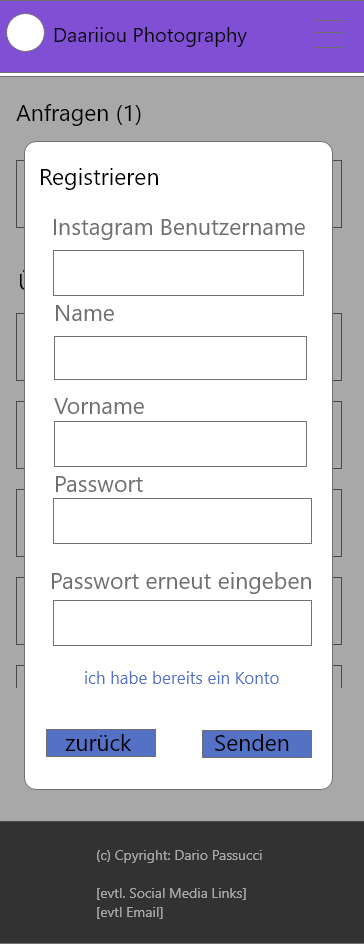 Daariiou Photography
Anfragen (1)
Registrieren
Instagram Benutzername
Ü
Name
Vorname
Passwort
Passwort erneut eingeben
ich habe bereits ein Konto
zurück
Senden
(c) Cpyright: Dario Passucci
[evtl. Social Media Links]
[evtl Email]